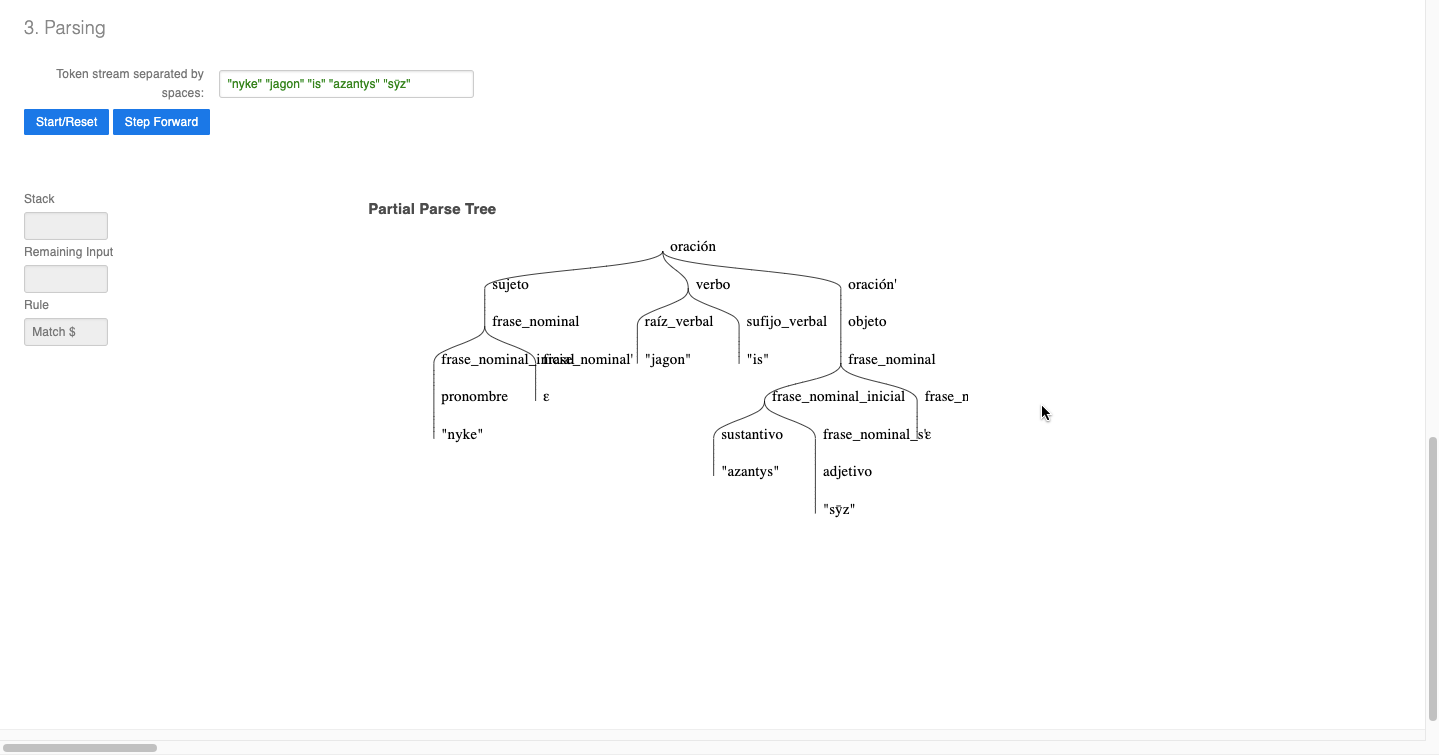 3. Parsing
Token stream separated by
spaces:
"nyke" "jagon" "is" "azantys" "sȳz"
Start/Reset
Step Forward
Stack
Remaining Input
Rule
Match $
Partial Parse Tree
oración
sujeto verbo oración'
frase_nominal raíz_verbal sufijo_verbal objeto
frase_nominal_inicial frase_nominal' "jagon" "is" frase_nominal
pronombre ε frase_nominal_inicial frase_n
"nyke" sustantivo frase_nominal_s' ε
"azantys" adjetivo
"sȳz"